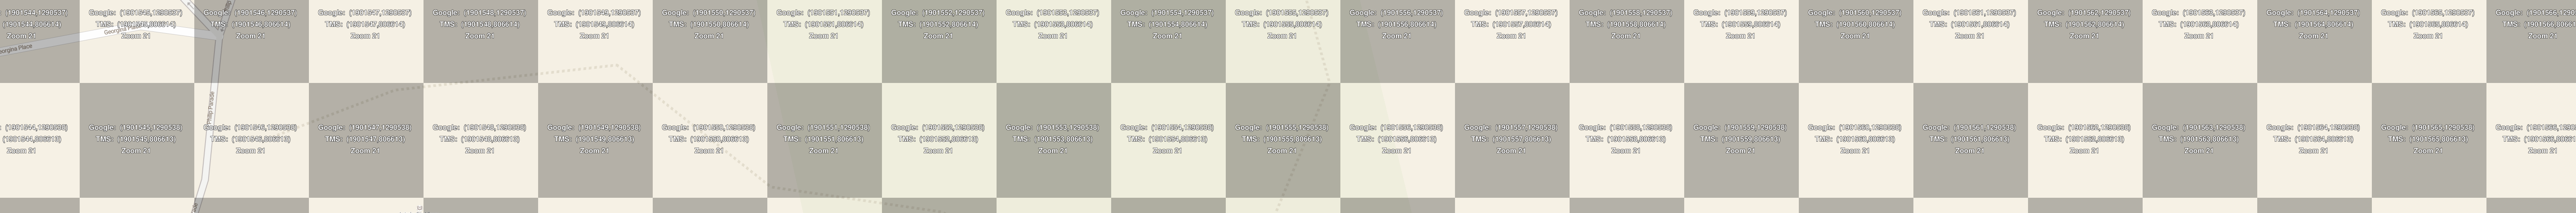 : (1901544,1290537) Google: (1901545,1290537) Google: (1901546,1290537) Google: (1901547,1290537) Google: (1901548,1290537) Google: (1901549,1290537) Google: (1901550,1290537) Google: (1901551,1290537) Google: (1901552,1290537) Google: (1901553,1290537) Google: (1901554,1290537) Google: (1901555,1290537) Google: (1901556,1290537) Google: (1901557,1290537) Google: (1901558,1290537) Google: (1901559,1290537) Google: (1901560,1290537) Google: (1901561,1290537) Google: (1901562,1290537) Google: (1901563,1290537) Google: (1901564,1290537) Google: (1901565,1290537) Google:
(1901544,806614) TMS: (1901545,806614) TMS: (1901546,806614) TMS: (1901547,806614) TMS: (1901548,806614) TMS: (1901549,806614) TMS: (1901550,806614) TMS: (1901551,806614) TMS: (1901552,806614) TMS: (1901553,806614) TMS: (1901554,806614) TMS: (1901555,806614) TMS: (1901556,806614) TMS: (1901557,806614) TMS: (1901558,806614) TMS: (1901559,806614) TMS: (1901560,806614) TMS: (1901561,806614) TMS: (1901562,806614) TMS: (1901563,806614) TMS: (1901564,806614) TMS: (1901565,806614) TMS:
Zoom 21 Zoom 21 Zoom 21 Zoom 21 Zoom 21 Zoom 21 Zoom 21 Zoom 21 Zoom 21 Zoom 21 Zoom 21 Zoom 21 Zoom 21 Zoom 21 Zoom 21 Zoom 21 Zoom 21 Zoom 21 Zoom 21 Zoom 21 Zoom 21 Zoom 21 Zoom 21
Georgina Place
Phillip Parade
: (1901544,1290538) Google: (1901545,1290538) Google: (1901546,1290538) Google: (1901547,1290538) Google: (1901548,1290538) Google: (1901549,1290538) Google: (1901550,1290538) Google: (1901551,1290538) Google: (1901552,1290538) Google: (1901553,1290538) Google: (1901554,1290538) Google: (1901555,1290538) Google: (1901556,1290538) Google: (1901557,1290538) Google: (1901558,1290538) Google: (1901559,1290538) Google: (1901560,1290538) Google: (1901561,1290538) Google: (1901562,1290538) Google: (1901563,1290538) Google: (1901564,1290538) Google: (1901565,1290538) Google:
(1901544,806613) TMS: (1901545,806613) TMS: (1901546,806613) TMS: (1901547,806613) TMS: (1901548,806613) TMS: (1901549,806613) TMS: (1901550,806613) TMS: (1901551,806613) TMS: (1901552,806613) TMS: (1901553,806613) TMS: (1901554,806613) TMS: (1901555,806613) TMS: (1901556,806613) TMS: (1901557,806613) TMS: (1901558,806613) TMS: (1901559,806613) TMS: (1901560,806613) TMS: (1901561,806613) TMS: (1901562,806613) TMS: (1901563,806613) TMS: (1901564,806613) TMS: (1901565,806613) TMS:
Zoom 21 Zoom 21 Zoom 21 Zoom 21 Zoom 21 Zoom 21 Zoom 21 Zoom 21 Zoom 21 Zoom 21 Zoom 21 Zoom 21 Zoom 21 Zoom 21 Zoom 21 Zoom 21 Zoom 21 Zoom 21 Zoom 21 Zoom 21 Zoom 21 Zoom 21 Zoom 21